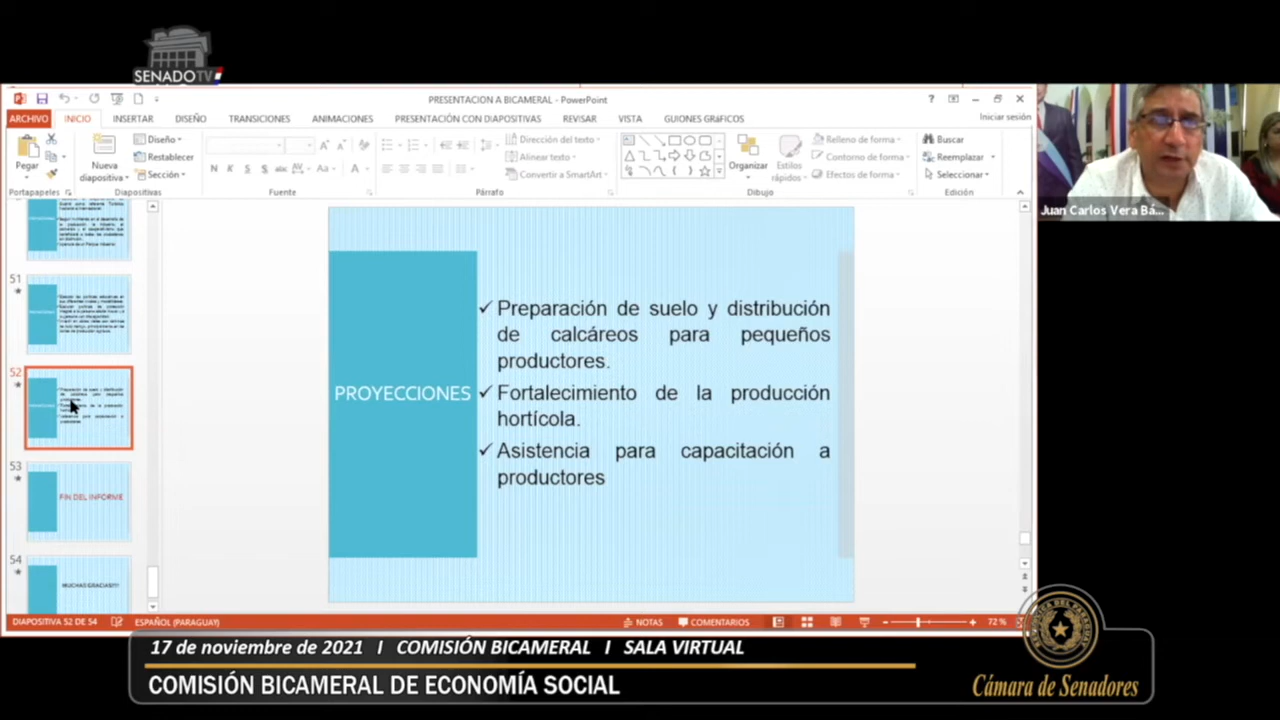 SENADOTV
PRESENTACION A BICAMERAL - PowerPoint
ARCHIVO INICIO INSERTAR DISEÑO TRANSICIONES ANIMACIONES PRESENTACIÓN CON DIAPOSITIVAS REVISAR VISTA GUIONES GRÁFICOS
Iniciar sesión
Pegar
Nueva
diapositiva
Diseño
Restablecer
Sección
N K S S
Dirección del texto
Alinear texto
Convertir a SmartArt
Organizar
Estilos
rápidos
Relleno de forma
Contorno de forma
Efectos de forma
Buscar
Reemplazar
Seleccionar
Portapapeles Diapositivas Fuente Párrafo Dibujo Edición
Juan Carlos Vera Bá...
51
52
53
FIN DEL INFORME
54
MUCHAS GRACIAS!!!
PROYECCIONES
✓ Preparación de suelo y distribución
de calcáreos para pequeños
productores.
✓ Fortalecimiento de la producción
hortícola.
✓ Asistencia para capacitación a
productores
DIAPOSITIVA 52 DE 54 ESPAÑOL (PARAGUAY) NOTAS COMENTARIOS 72 %
17 de noviembre de 2021 I COMISIÓN BICAMERAL I SALA VIRTUAL
COMISIÓN BICAMERAL DE ECONOMÍA SOCIAL
Cámara de Senadores